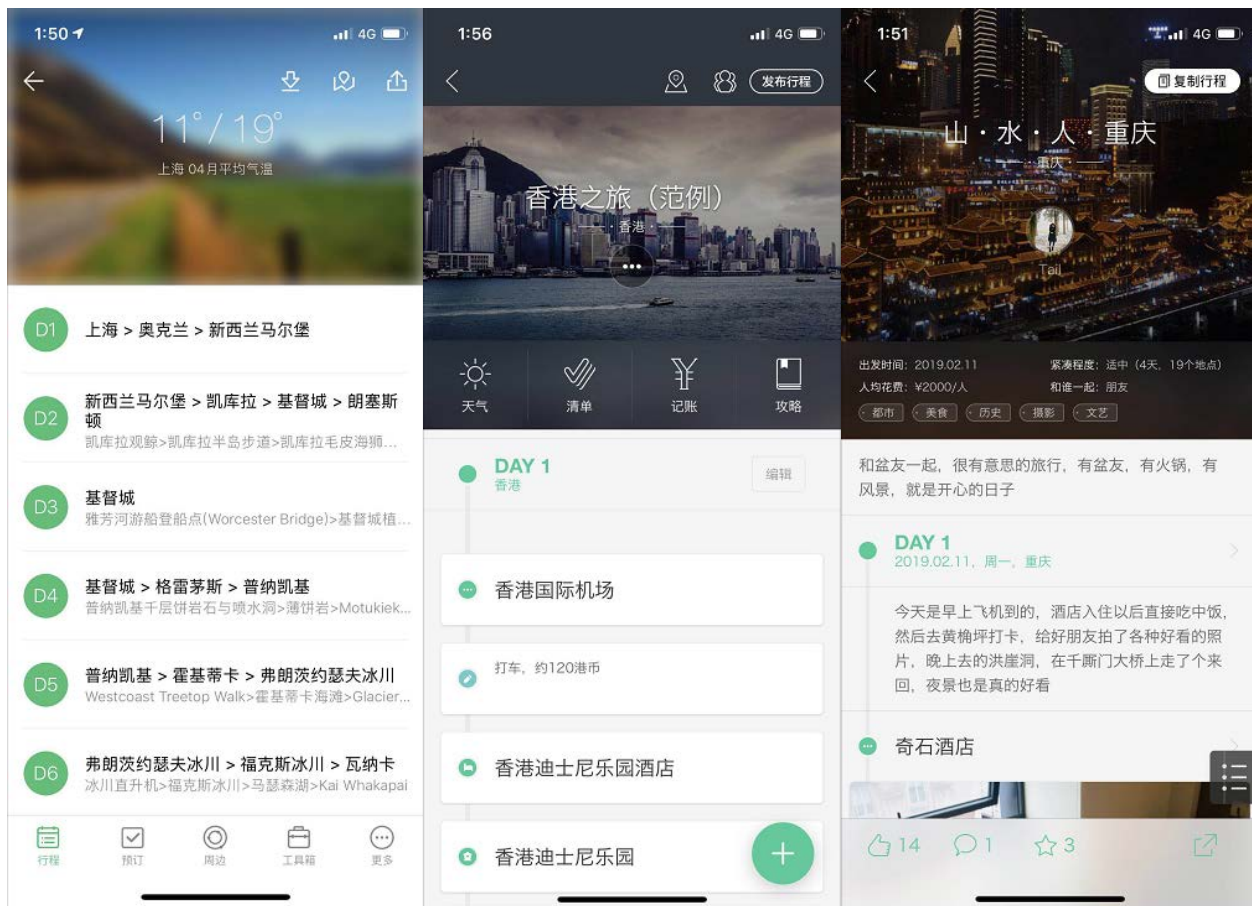 1:50
4G
11°/19°
上海 04月平均气温
D1
上海 > 奥克兰 > 新西兰马尔堡
D2
新西兰马尔堡 > 凯库拉 > 基督城 > 朗塞斯
顿
凯库拉观鲸>凯库拉半岛步道>凯库拉毛皮海狮...
D3
基督城
雅芳河游船登船点(Worcester Bridge)>基督城植...
D4
基督城 > 格雷茅斯 > 普纳凯基
普纳凯基千层饼岩石与喷水洞>薄饼岩>Motukiek...
D5
普纳凯基 > 霍基蒂卡 > 弗朗茨约瑟夫冰川
Westcoast Treetop Walk>霍基蒂卡海滩>Glacier...
D6
弗朗茨约瑟夫冰川 > 福克斯冰川 > 瓦纳卡
冰川直升机>福克斯冰川>马瑟森湖>Kai Whakapai
行程
预订
周边
工具箱
更多
1:56
4G
发布行程
香港之旅（范例）
香港
天气
清单
记账
攻略
DAY 1
香港
编辑
香港国际机场
打车，约120港币
香港迪士尼乐园酒店
香港迪士尼乐园
1:51
4G
复制行程
山·水·人·重庆
重庆
Tail
出发时间：2019.02.11
紧凑程度：适中（4天，19个地点）
人均花费：¥2000/人
和谁一起：朋友
都市
美食
历史
摄影
文艺
和盆友一起，很有意思的旅行，有盆友，有火锅，有
风景，就是开心的日子
DAY 1
2019.02.11，周一，重庆
今天是早上飞机到的，酒店入住以后直接吃中饭，
然后去黄桷坪打卡，给好朋友拍了各种好看的照
片，晚上去的洪崖洞，在千厮门大桥上走了个来
回，夜景也是真的好看
奇石酒店
14
1
3